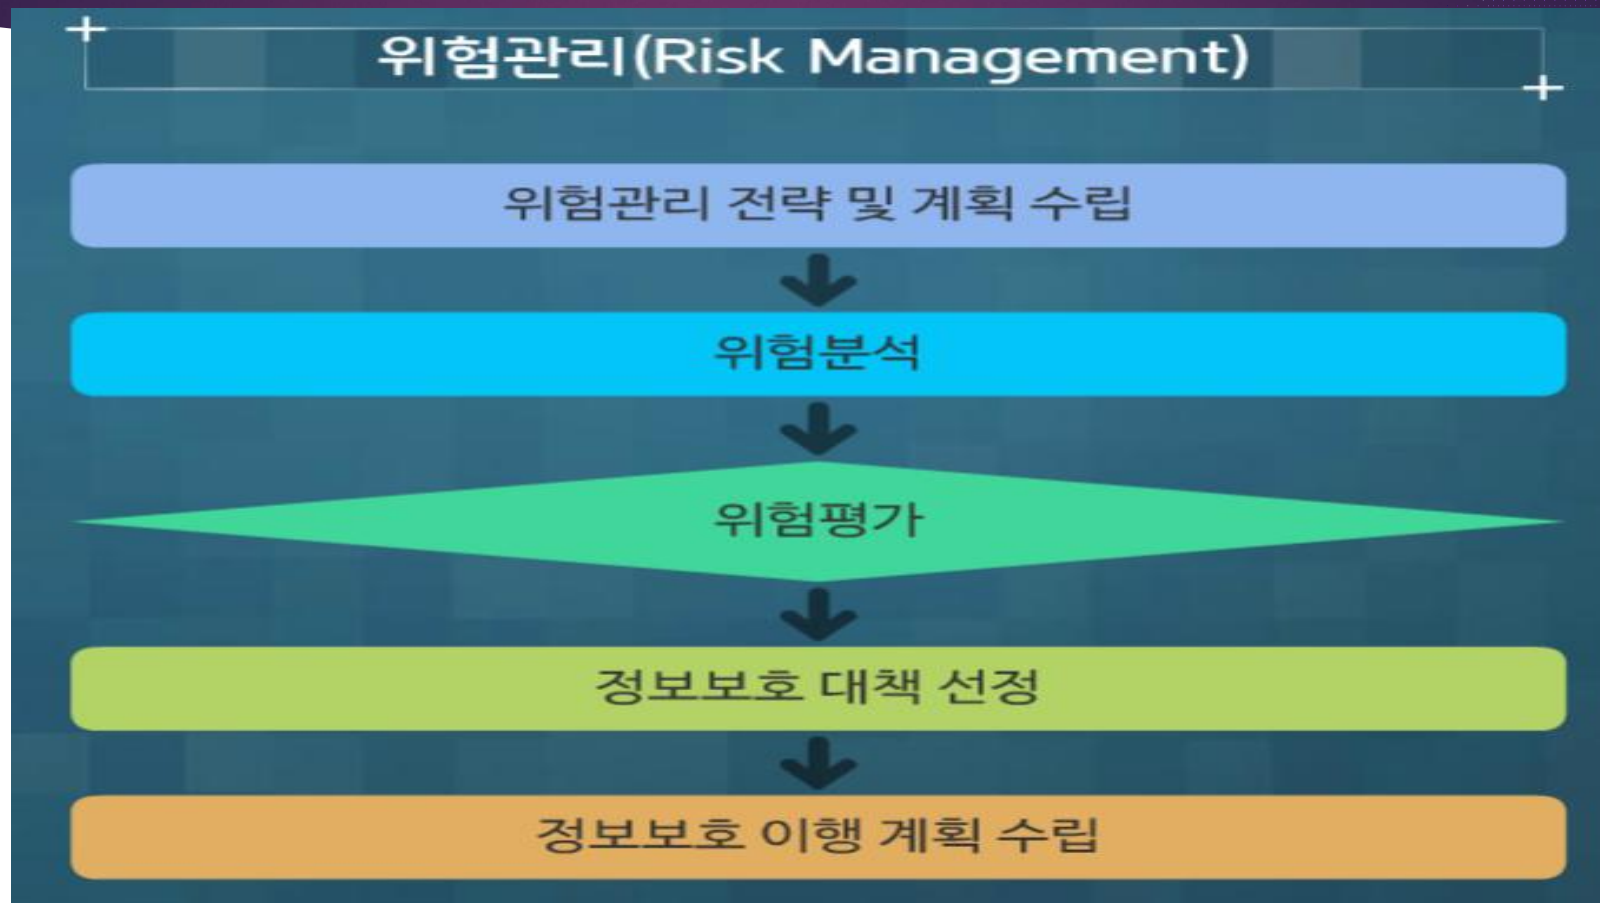 위험관리(Risk Management)
위험관리 전략 및 계획 수립
위험분석
위험평가
정보보호 대책 선정
정보보호 이행 계획 수립